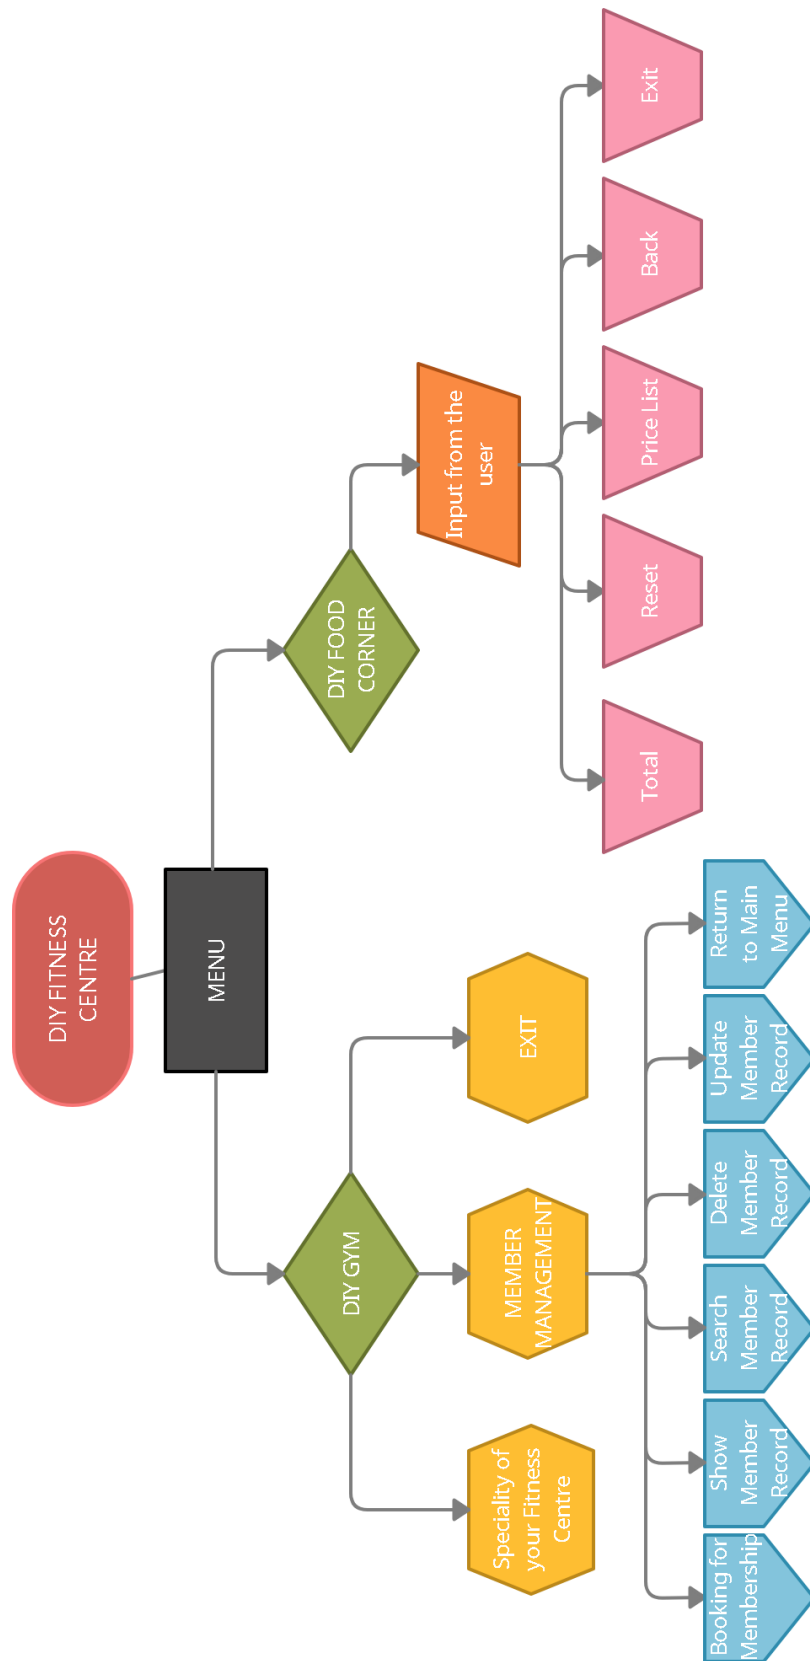 DIY FITNESS
CENTRE
MENU
DIY GYM
DIY FOOD
CORNER
Speciality of
your Fitness
Centre
MEMBER
MANAGEMENT
EXIT
Input from the
user
Booking for
Membership
Show
Member
Record
Search
Member
Record
Delete
Member
Record
Update
Member
Record
Return
to Main
Menu
Total
Reset
Price List
Back
Exit